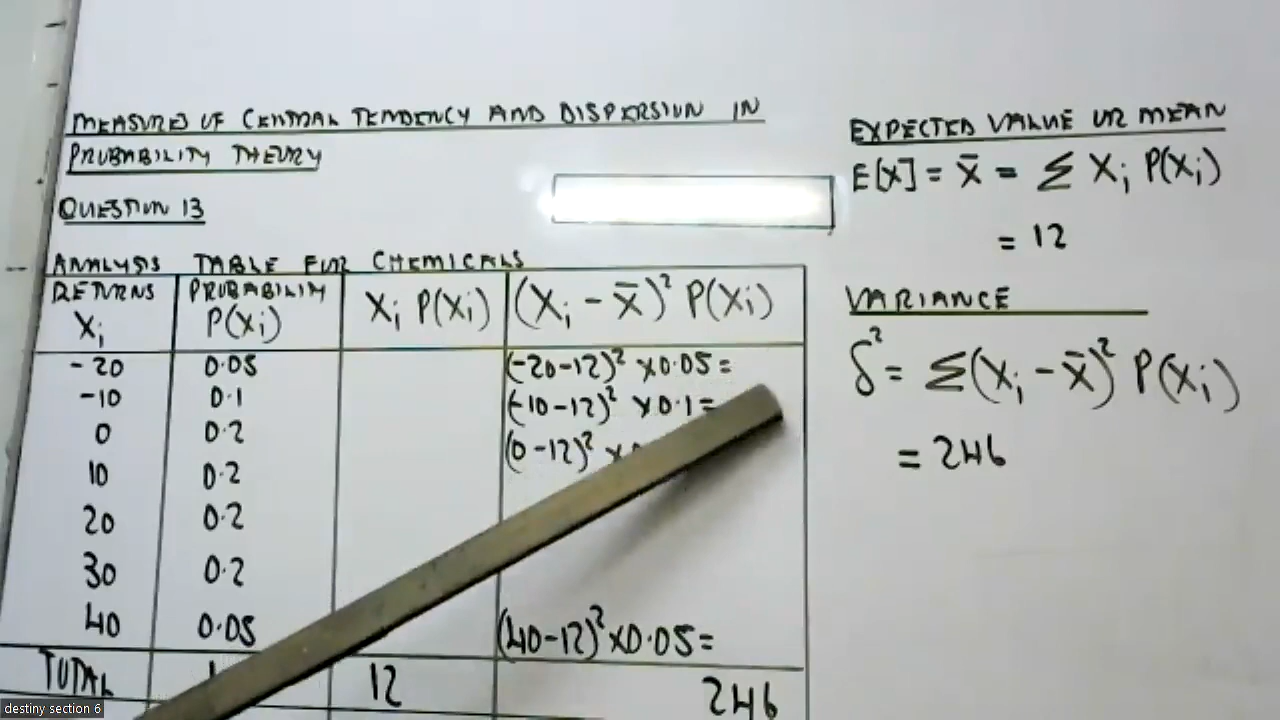 MEASURES OF CENTRAL TENDENCY AND DISPERSION IN
PROBABILITY THEORY
QUESTION 13
ANALYSIS TABLE FOR CHEMICALS
RETURNS PROBABILITY
Xi P(Xi) Xi P(Xi) (Xi - X̄)² P(Xi)
-20 0.05 (-20-12)² ×0.05=
-10 0.1 (-10-12)² ×0.1=
0 0.2 (0-12)² ×
10 0.2
20 0.2
30 0.2
40 0.05 (40-12)² ×0.05=
TOTAL 12 246
EXPECTED VALUE OR MEAN
E[X] = X̄ = Σ Xi P(Xi)
= 12
VARIANCE
δ² = Σ(Xi - X̄)² P(Xi)
= 246
destiny section 6